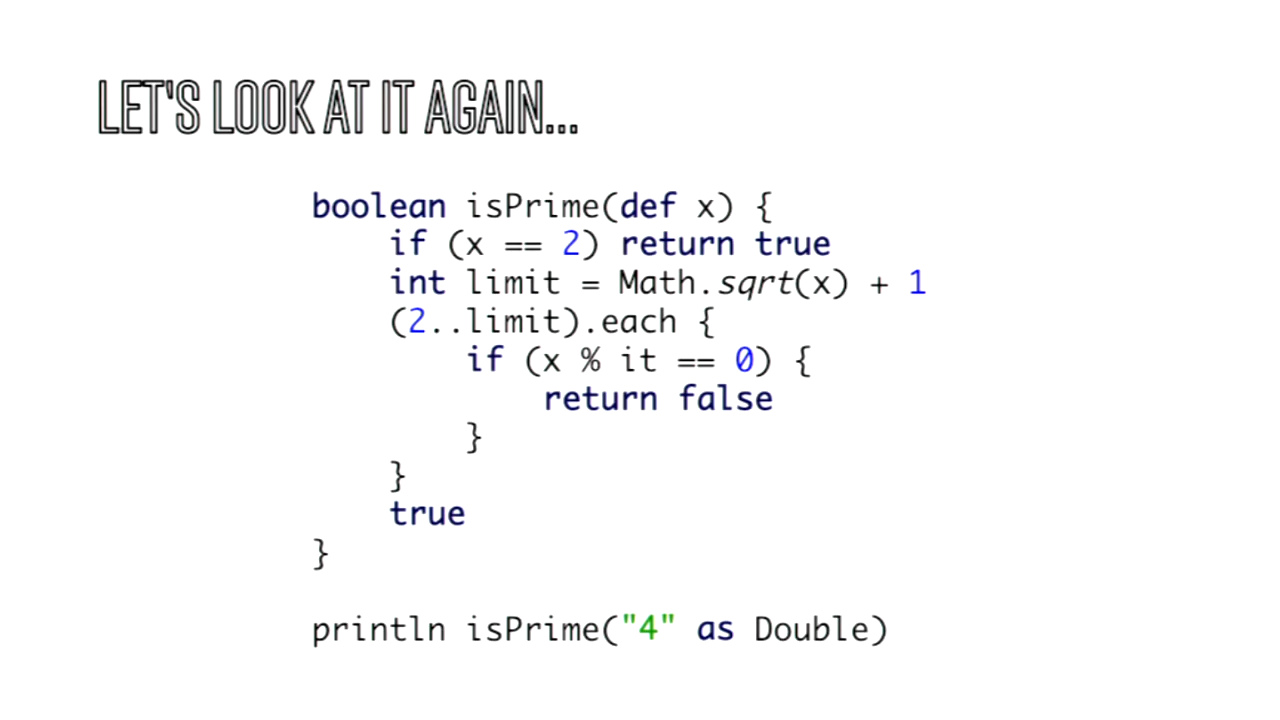 LET'S LOOK AT IT AGAIN...
boolean isPrime(def x) {
    if (x == 2) return true
    int limit = Math.sqrt(x) + 1
    (2..limit).each {
        if (x % it == 0) {
            return false
        }
    }
    true
}
println isPrime("4" as Double)